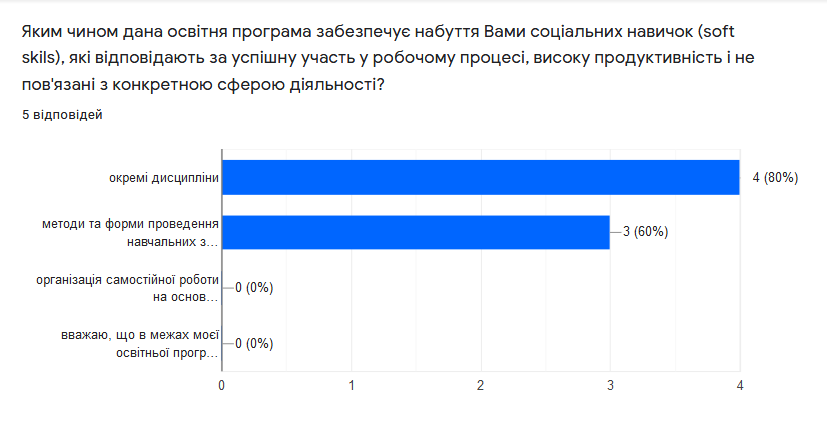 Яким чином дана освітня програма забезпечує набуття Вами соціальних навичок (soft
skils), які відповідають за успішну участь у робочому процесі, високу продуктивність і не
пов'язані з конкретною сферою діяльності?
5 відповідей
окремі дисципліни
4 (80%)
методи та форми проведення
навчальних з...
3 (60%)
організація самостійної роботи
на основ...
0 (0%)
вважаю, що в межах моєї
освітньої прогр...
0 (0%)
0 1 2 3 4